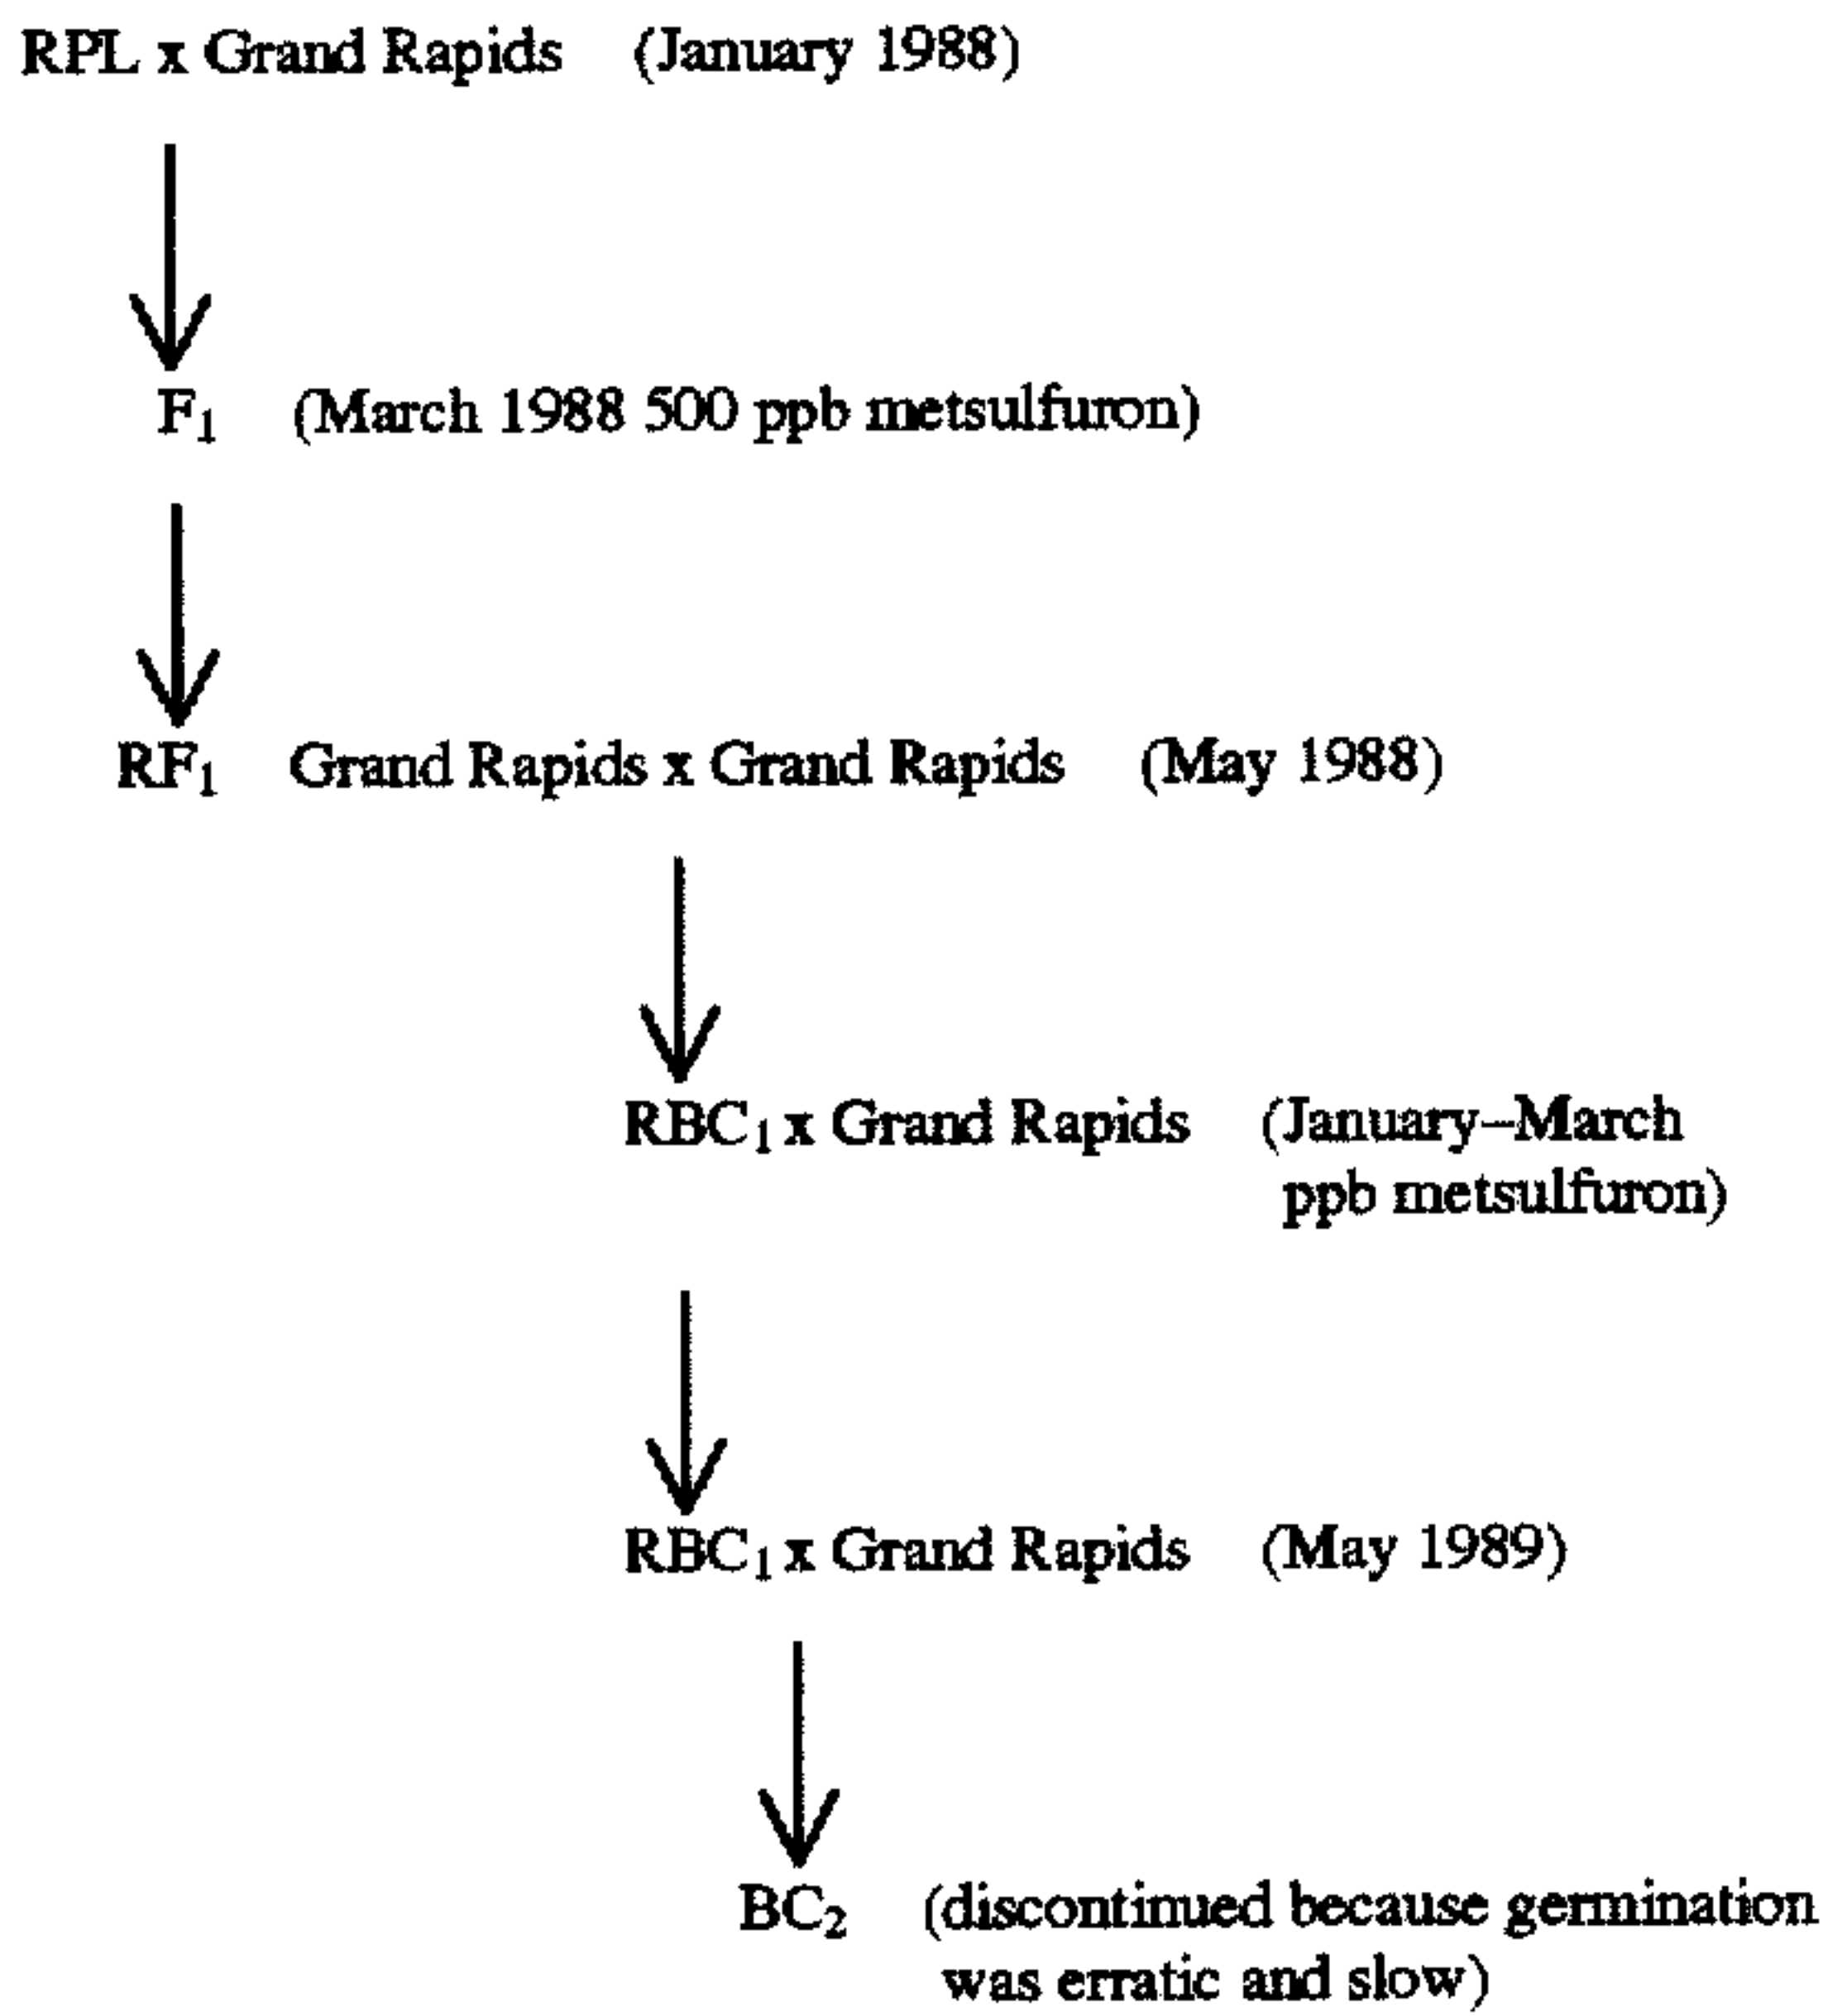 RPL x Grand Rapids (January 1988)
F₁ (March 1988 500 ppb metsulfuron)
RF₁ Grand Rapids x Grand Rapids (May 1988)
RBC₁ x Grand Rapids (January–March
ppb metsulfuron)
RBC₁ x Grand Rapids (May 1989)
BC₂ (discontinued because germination
was erratic and slow)